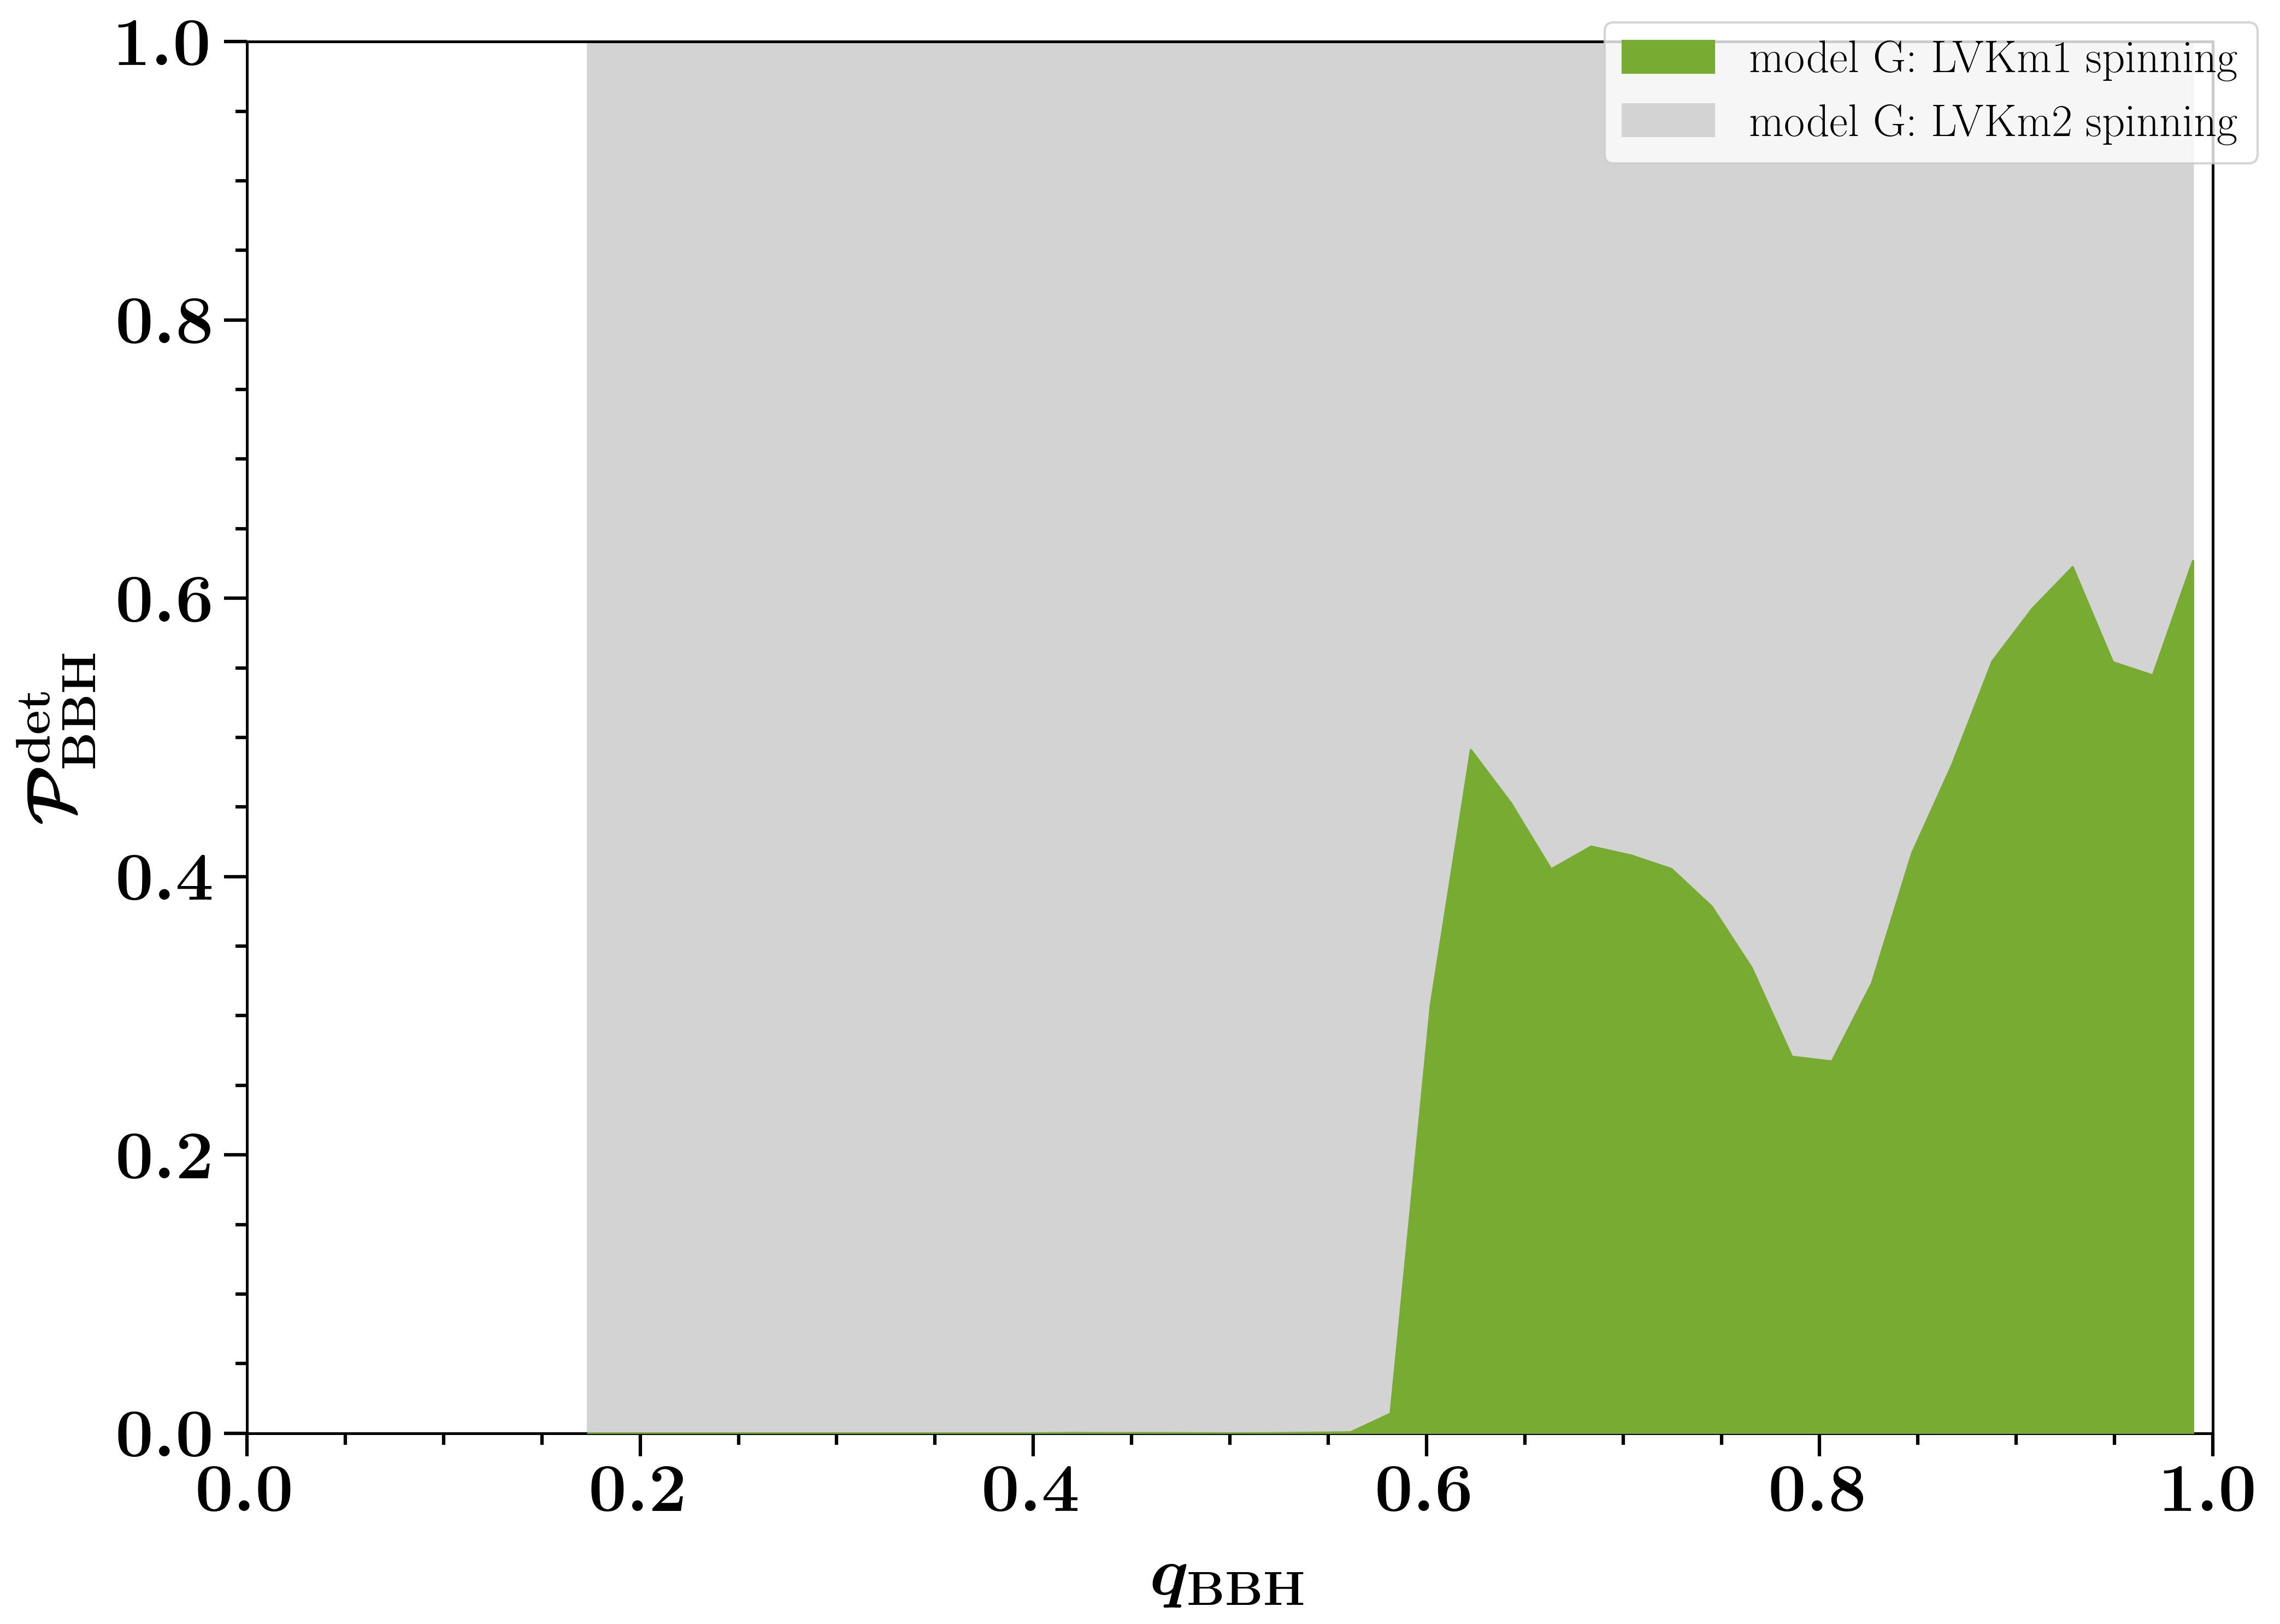 1.0
0.8
0.6
0.4
0.2
0.0
0.0 0.2 0.4 0.6 0.8 1.0
𝒫^det_BBH
q_BBH
model G: LVKm1 spinning
model G: LVKm2 spinning